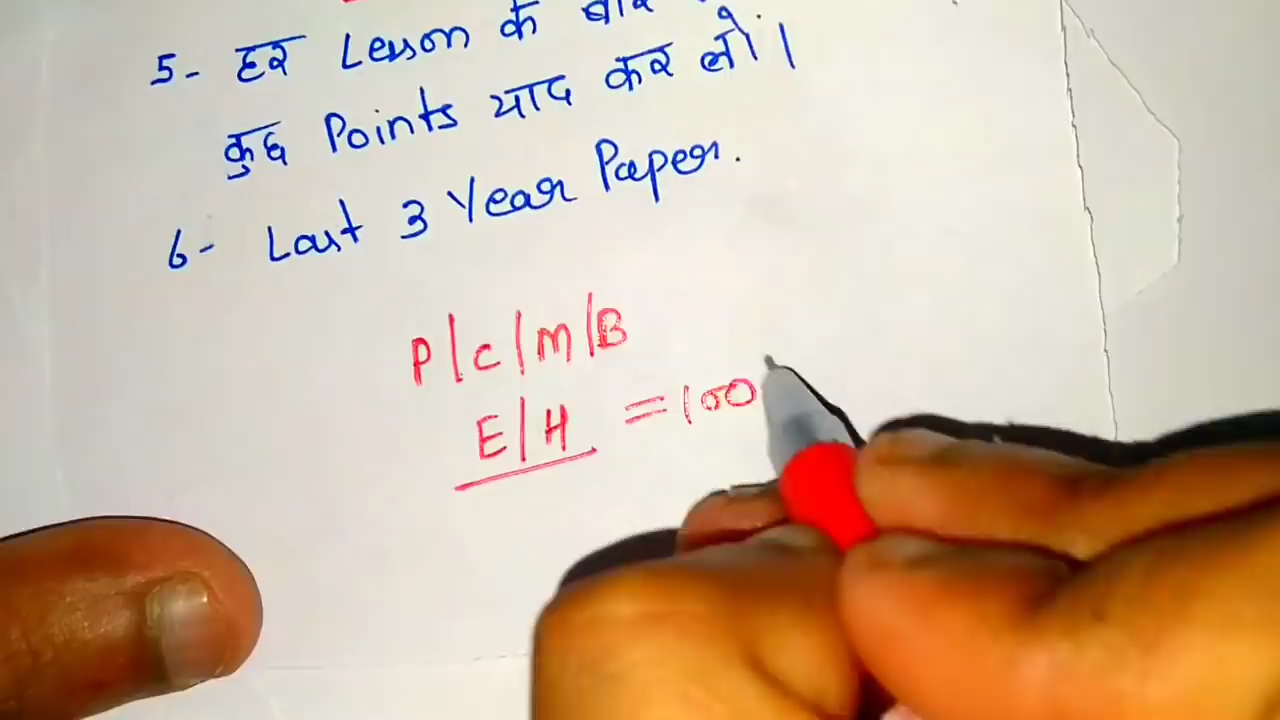 5- हर Lesson के बारे
कुछ Points याद कर लो।
6- Last 3 Year Paper.
P/C/M/B
E/H = 100